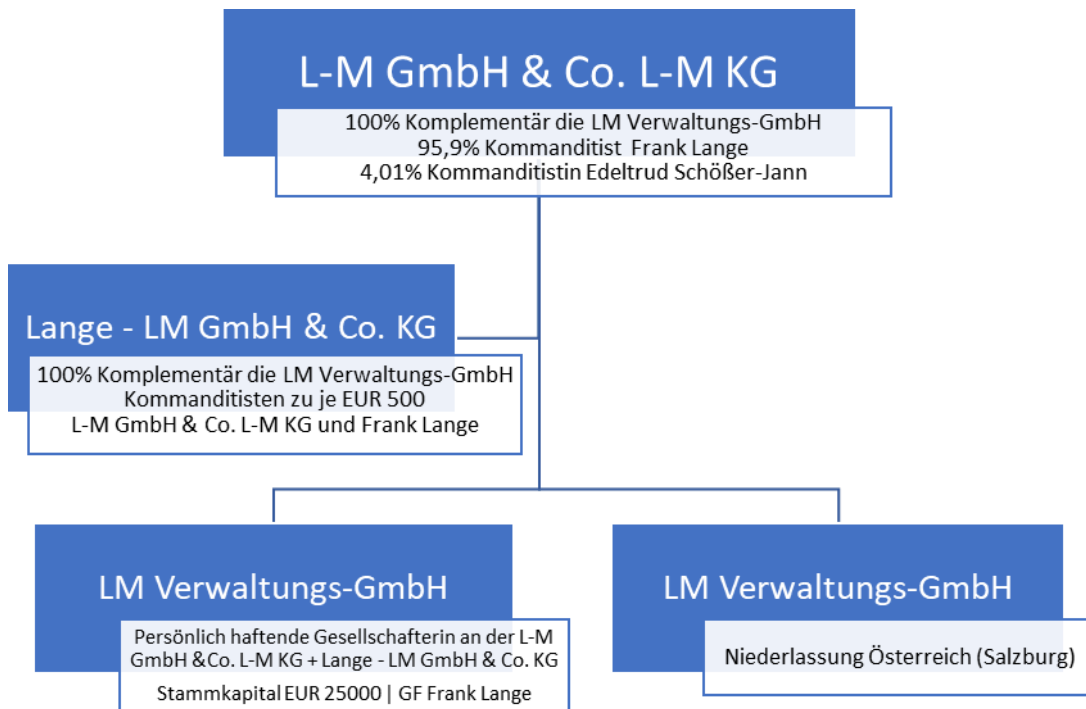 L-M GmbH & Co. L-M KG
100% Komplementär die LM Verwaltungs-GmbH
95,9% Kommanditist Frank Lange
4,01% Kommanditistin Edeltrud Schößer-Jann
Lange - LM GmbH & Co. KG
100% Komplementär die LM Verwaltungs-GmbH
Kommanditisten zu je EUR 500
L-M GmbH & Co. L-M KG und Frank Lange
LM Verwaltungs-GmbH
Persönlich haftende Gesellschafterin an der L-M
GmbH &Co. L-M KG + Lange - LM GmbH & Co. KG
Stammkapital EUR 25000 | GF Frank Lange
LM Verwaltungs-GmbH
Niederlassung Österreich (Salzburg)